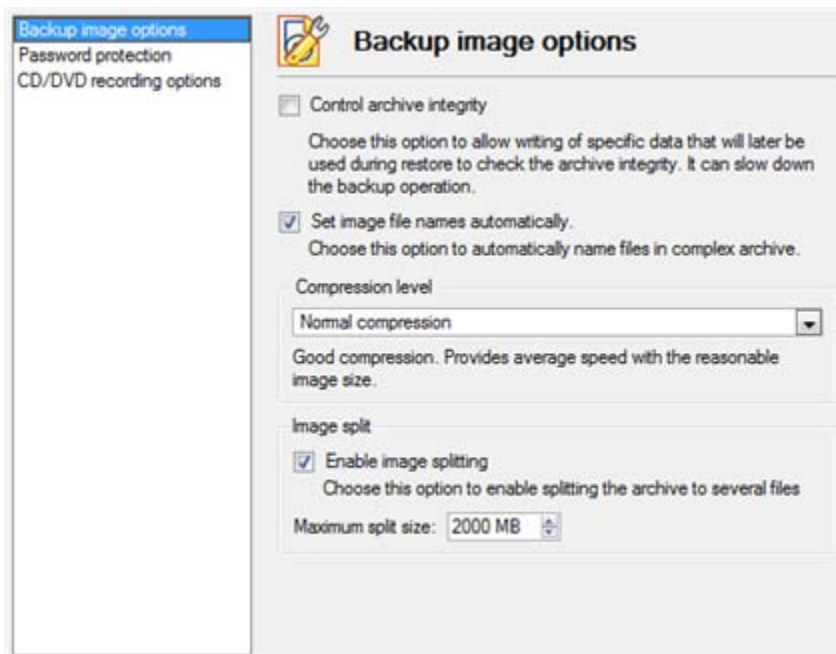 Backup image options
Password protection
CD/DVD recording options
Backup image options
Control archive integrity
Choose this option to allow writing of specific data that will later be
used during restore to check the archive integrity. It can slow down
the backup operation.
Set image file names automatically.
Choose this option to automatically name files in complex archive.
Compression level
Normal compression
Good compression. Provides average speed with the reasonable
image size.
Image split
Enable image splitting
Choose this option to enable splitting the archive to several files
Maximum split size: 2000 MB